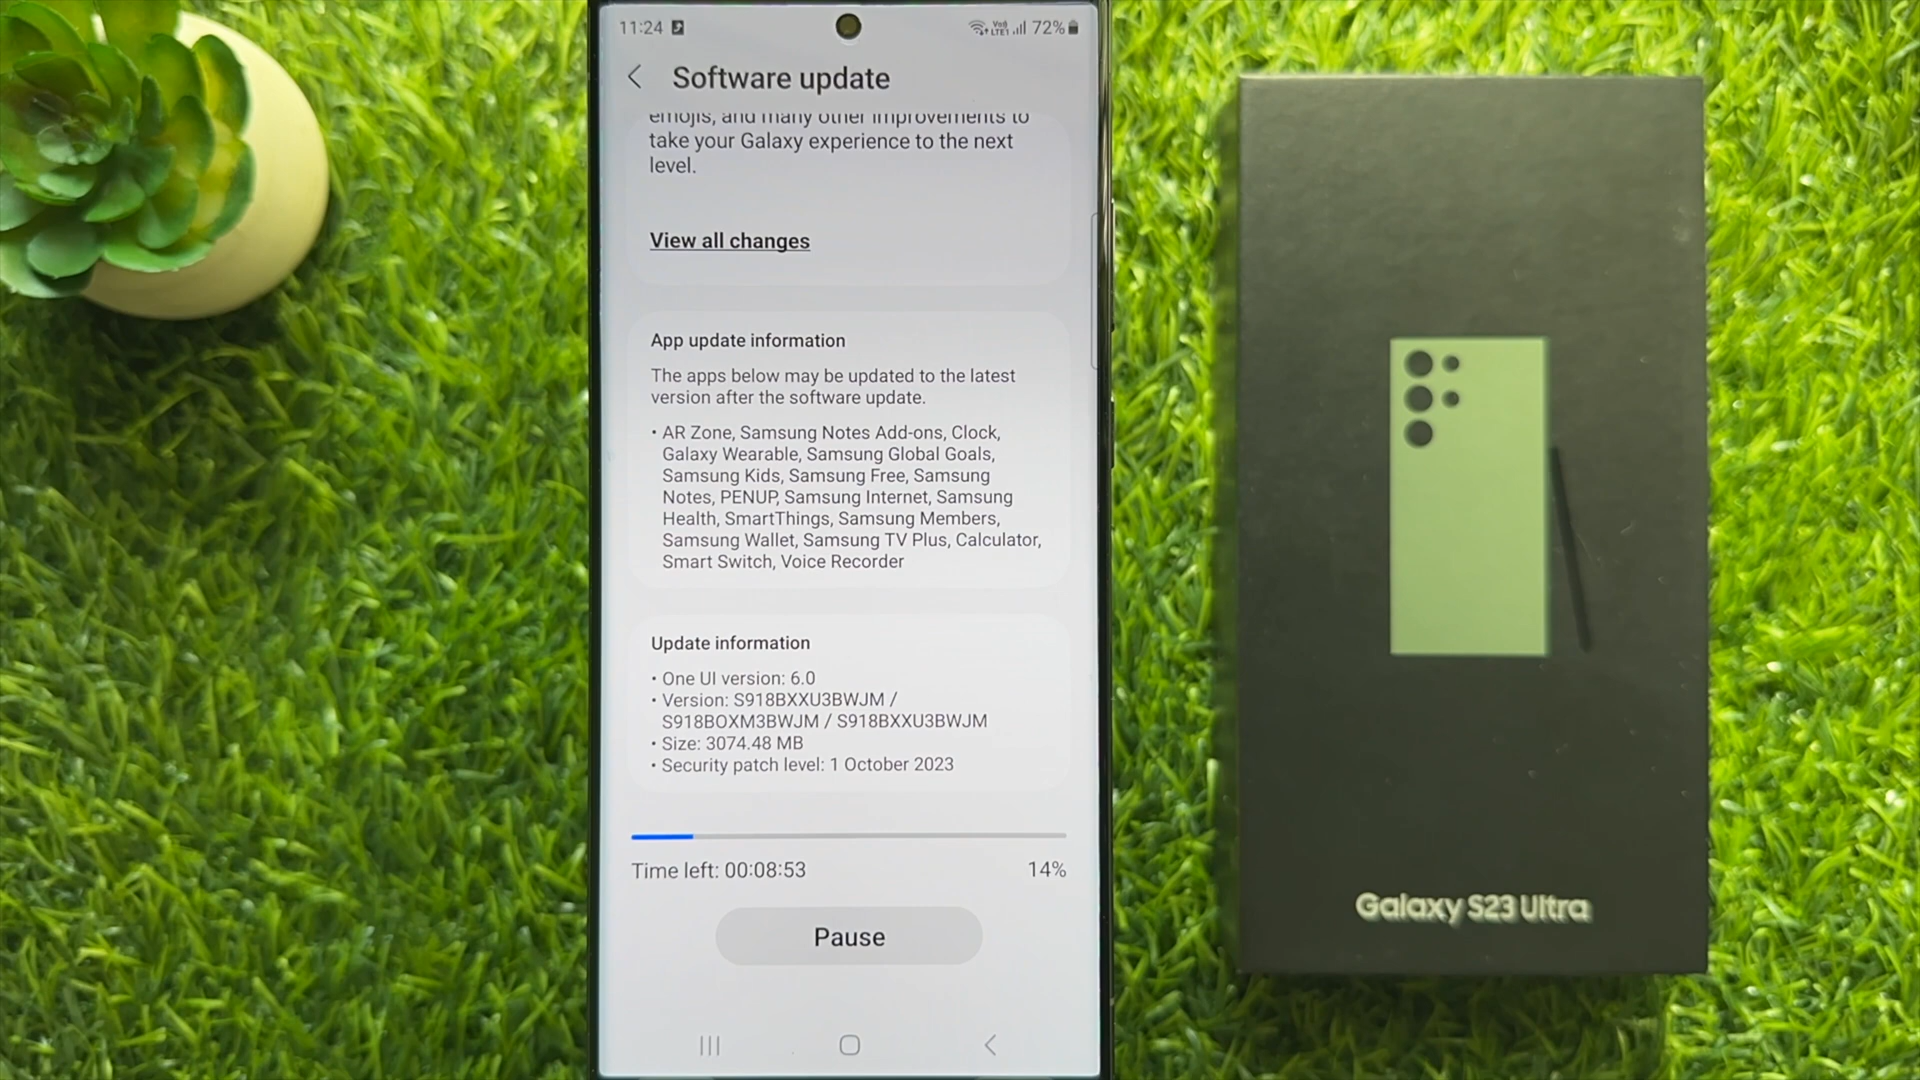 11:24
VoO LTE1 72%
Software update
emojis, and many other improvements to
take your Galaxy experience to the next
level.
View all changes
App update information
The apps below may be updated to the latest
version after the software update.
• AR Zone, Samsung Notes Add-ons, Clock,
Galaxy Wearable, Samsung Global Goals,
Samsung Kids, Samsung Free, Samsung
Notes, PENUP, Samsung Internet, Samsung
Health, SmartThings, Samsung Members,
Samsung Wallet, Samsung TV Plus, Calculator,
Smart Switch, Voice Recorder
Update information
• One UI version: 6.0
• Version: S918BXXU3BWJM /
S918BOXM3BWJM / S918BXXU3BWJM
• Size: 3074.48 MB
• Security patch level: 1 October 2023
Time left: 00:08:53 14%
Pause
Galaxy S23 Ultra